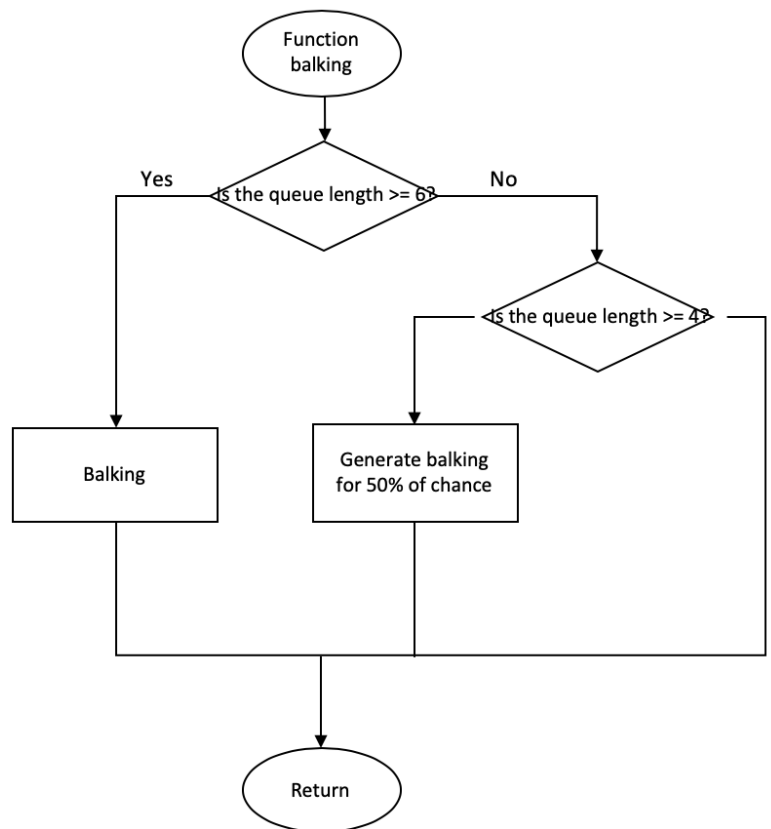 Function
balking
Yes
Is the queue length >= 6?
No
Is the queue length >= 4?
Balking
Generate balking
for 50% of chance
Return